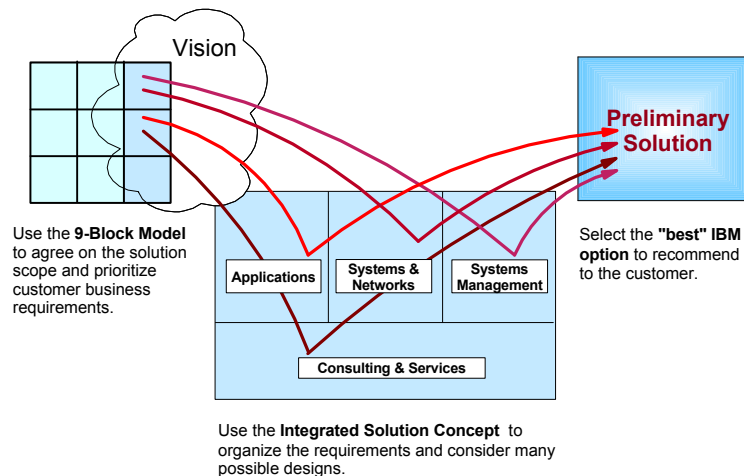 Vision
Preliminary
Solution
Use the 9-Block Model
to agree on the solution
scope and prioritize
customer business
requirements.
Applications
Systems &
Networks
Systems
Management
Consulting & Services
Select the "best" IBM
option to recommend
to the customer.
Use the Integrated Solution Concept to
organize the requirements and consider many
possible designs.